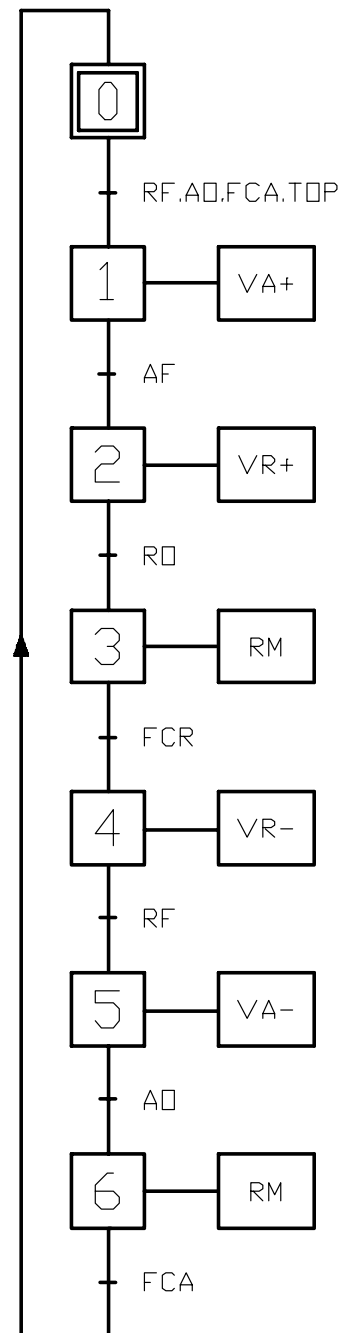 0
RF.AO.FCA.TOP
1 VA+
AF
2 VR+
RO
3 RM
FCR
4 VR-
RF
5 VA-
AO
6 RM
FCA